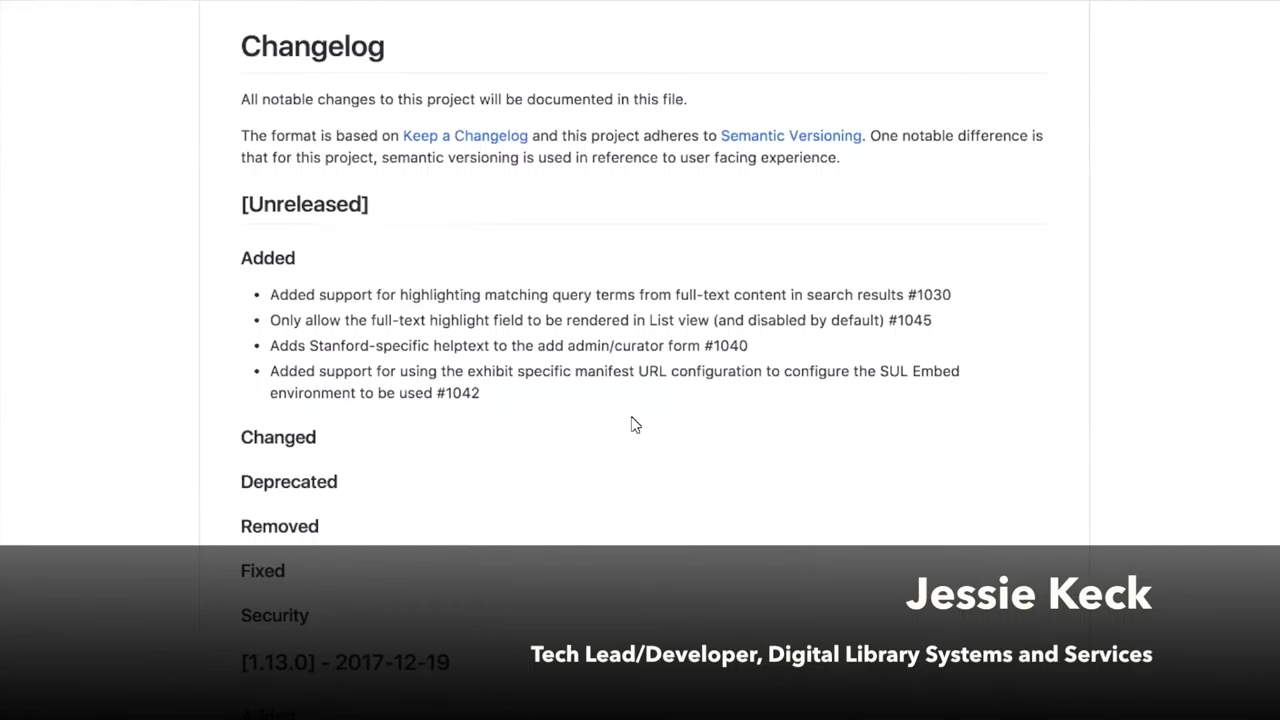 Changelog
All notable changes to this project will be documented in this file.
The format is based on Keep a Changelog and this project adheres to Semantic Versioning. One notable difference is
that for this project, semantic versioning is used in reference to user facing experience.
[Unreleased]
Added
• Added support for highlighting matching query terms from full-text content in search results #1030
• Only allow the full-text highlight field to be rendered in List view (and disabled by default) #1045
• Adds Stanford-specific helptext to the add admin/curator form #1040
• Added support for using the exhibit specific manifest URL configuration to configure the SUL Embed
environment to be used #1042
Changed
Deprecated
Removed
Fixed
Security
[1.13.0] - 2017-12-19
Jessie Keck
Tech Lead/Developer, Digital Library Systems and Services